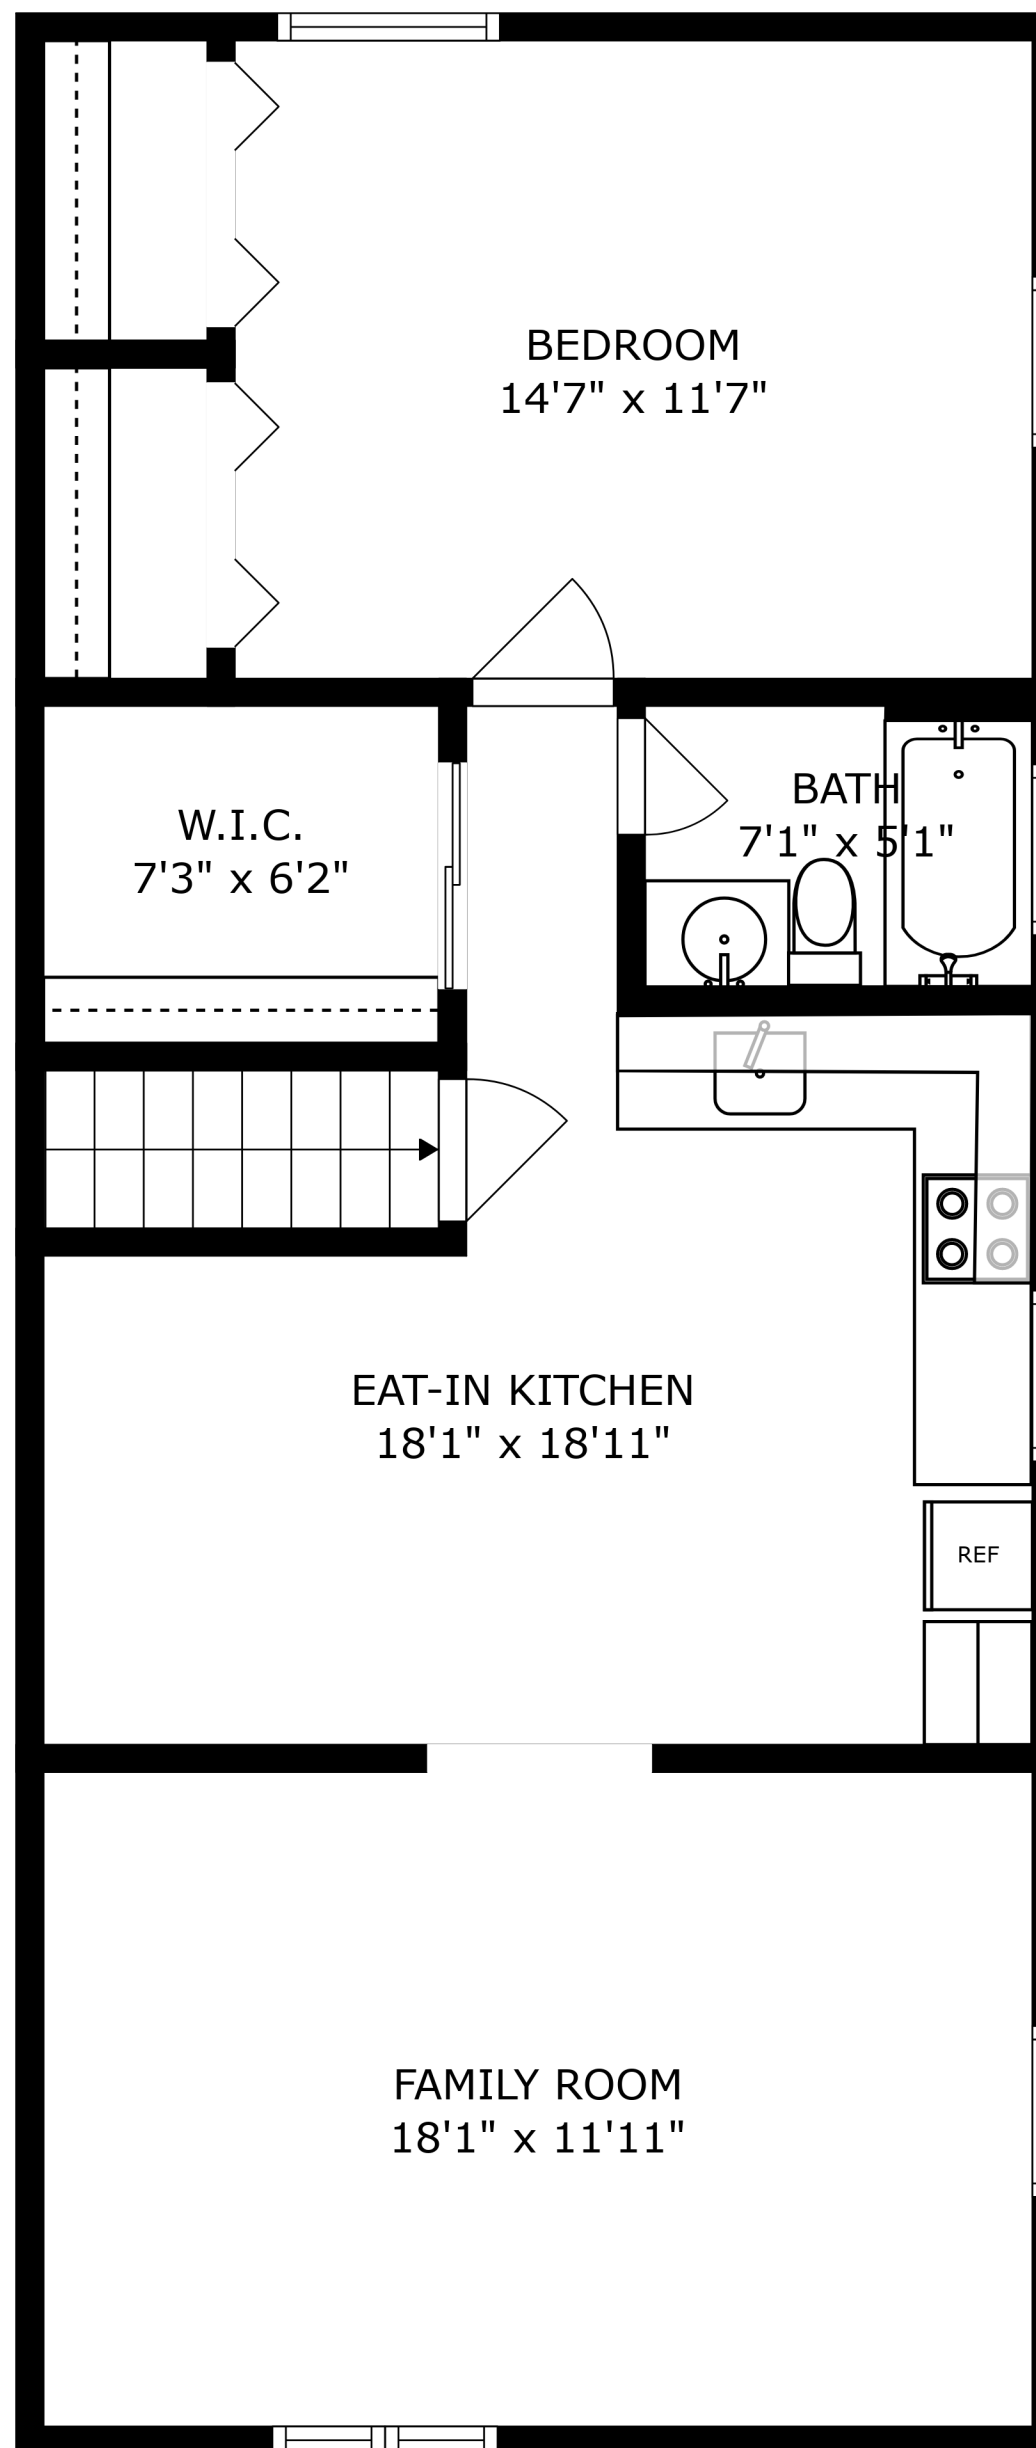 BEDROOM
14'7" x 11'7"
BATH
7'1" x 5'1"
W.I.C.
7'3" x 6'2"
EAT-IN KITCHEN
18'1" x 18'11"
REF
FAMILY ROOM
18'1" x 11'11"